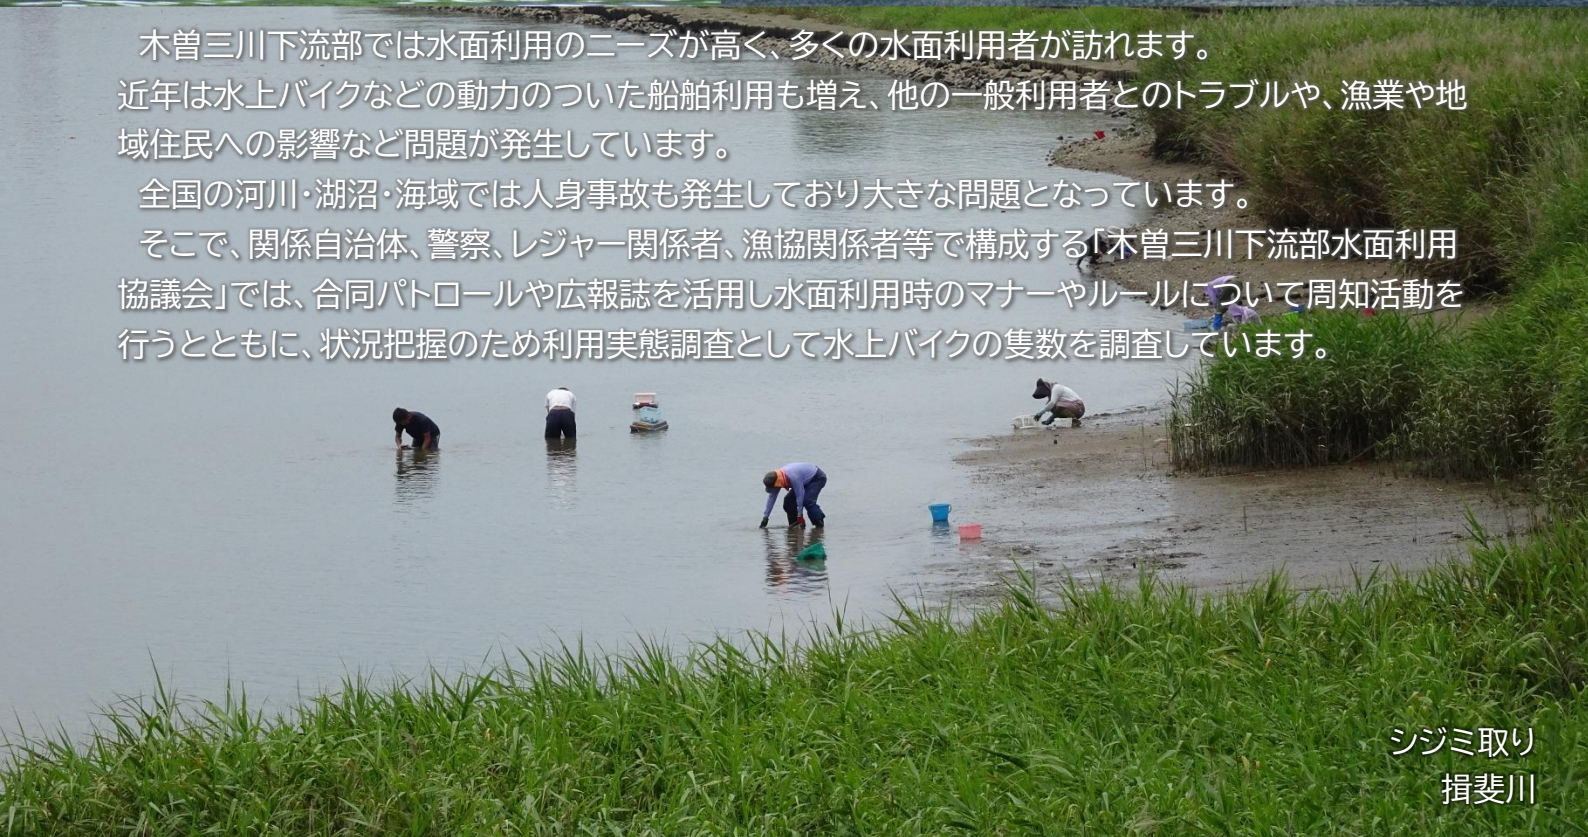 木曽三川下流部では水面利用のニーズが高く、多くの水面利用者が訪れます。
近年は水上バイクなどの動力のついた船舶利用も増え、他の一般利用者とのトラブルや、漁業や地
域住民への影響など問題が発生しています。
全国の河川・湖沼・海域では人身事故も発生しており大きな問題となっています。
そこで、関係自治体、警察、レジャー関係者、漁協関係者等で構成する「木曽三川下流部水面利用
協議会」では、合同パトロールや広報誌を活用し水面利用時のマナーやルールについて周知活動を
行うとともに、状況把握のため利用実態調査として水上バイクの隻数を調査しています。
シジミ取り
揖斐川